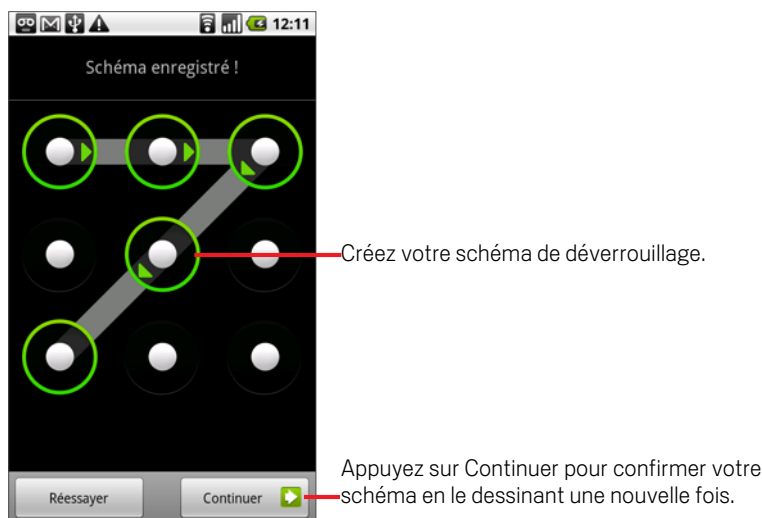 12:11
Schéma enregistré !
Créez votre schéma de déverrouillage.
Appuyez sur Continuer pour confirmer votre
schéma en le dessinant une nouvelle fois.
Réessayer
Continuer